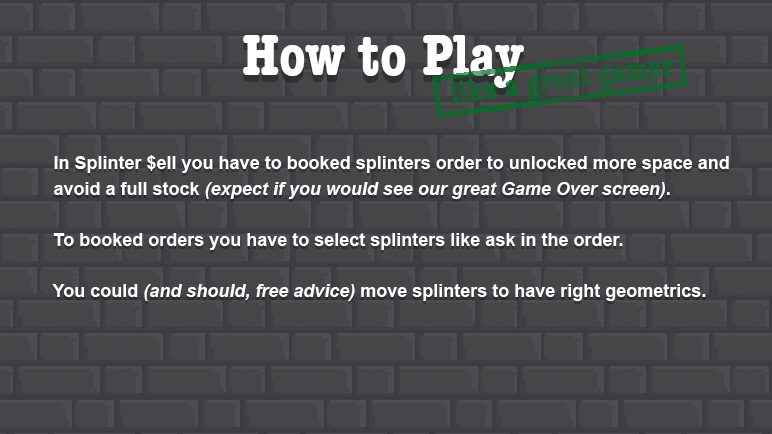 How to Play
like a great gamer
In Splinter $ell you have to booked splinters order to unlocked more space and
avoid a full stock (expect if you would see our great Game Over screen).
To booked orders you have to select splinters like ask in the order.
You could (and should, free advice) move splinters to have right geometrics.